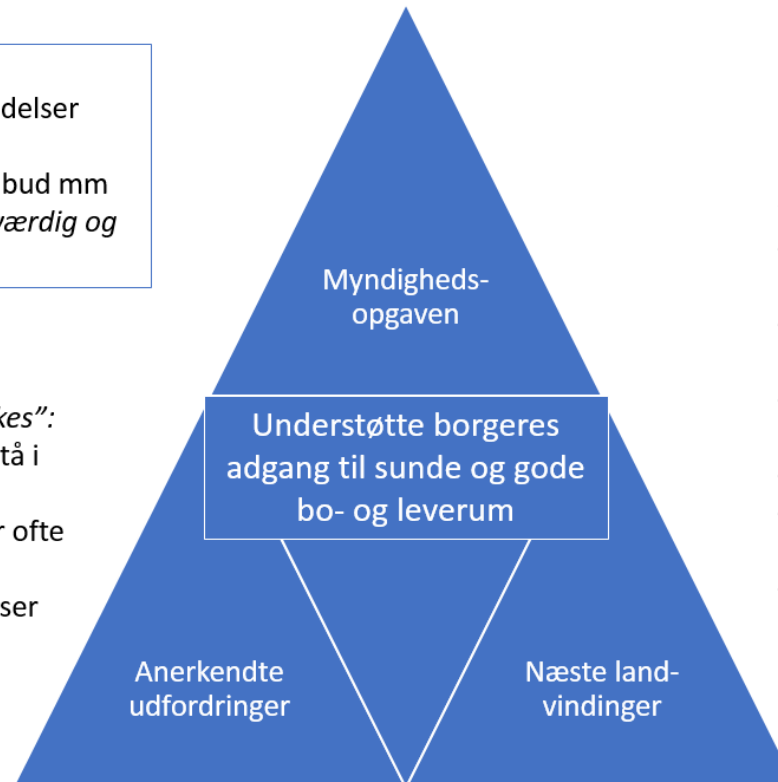 delser
bud mm
værdig og
Myndigheds-
opgaven
kes”:
tå i
r ofte
ser
Understøtte borgeres
adgang til sunde og gode
bo- og leverum
Anerkendte
udfordringer
Næste land-
vindinger